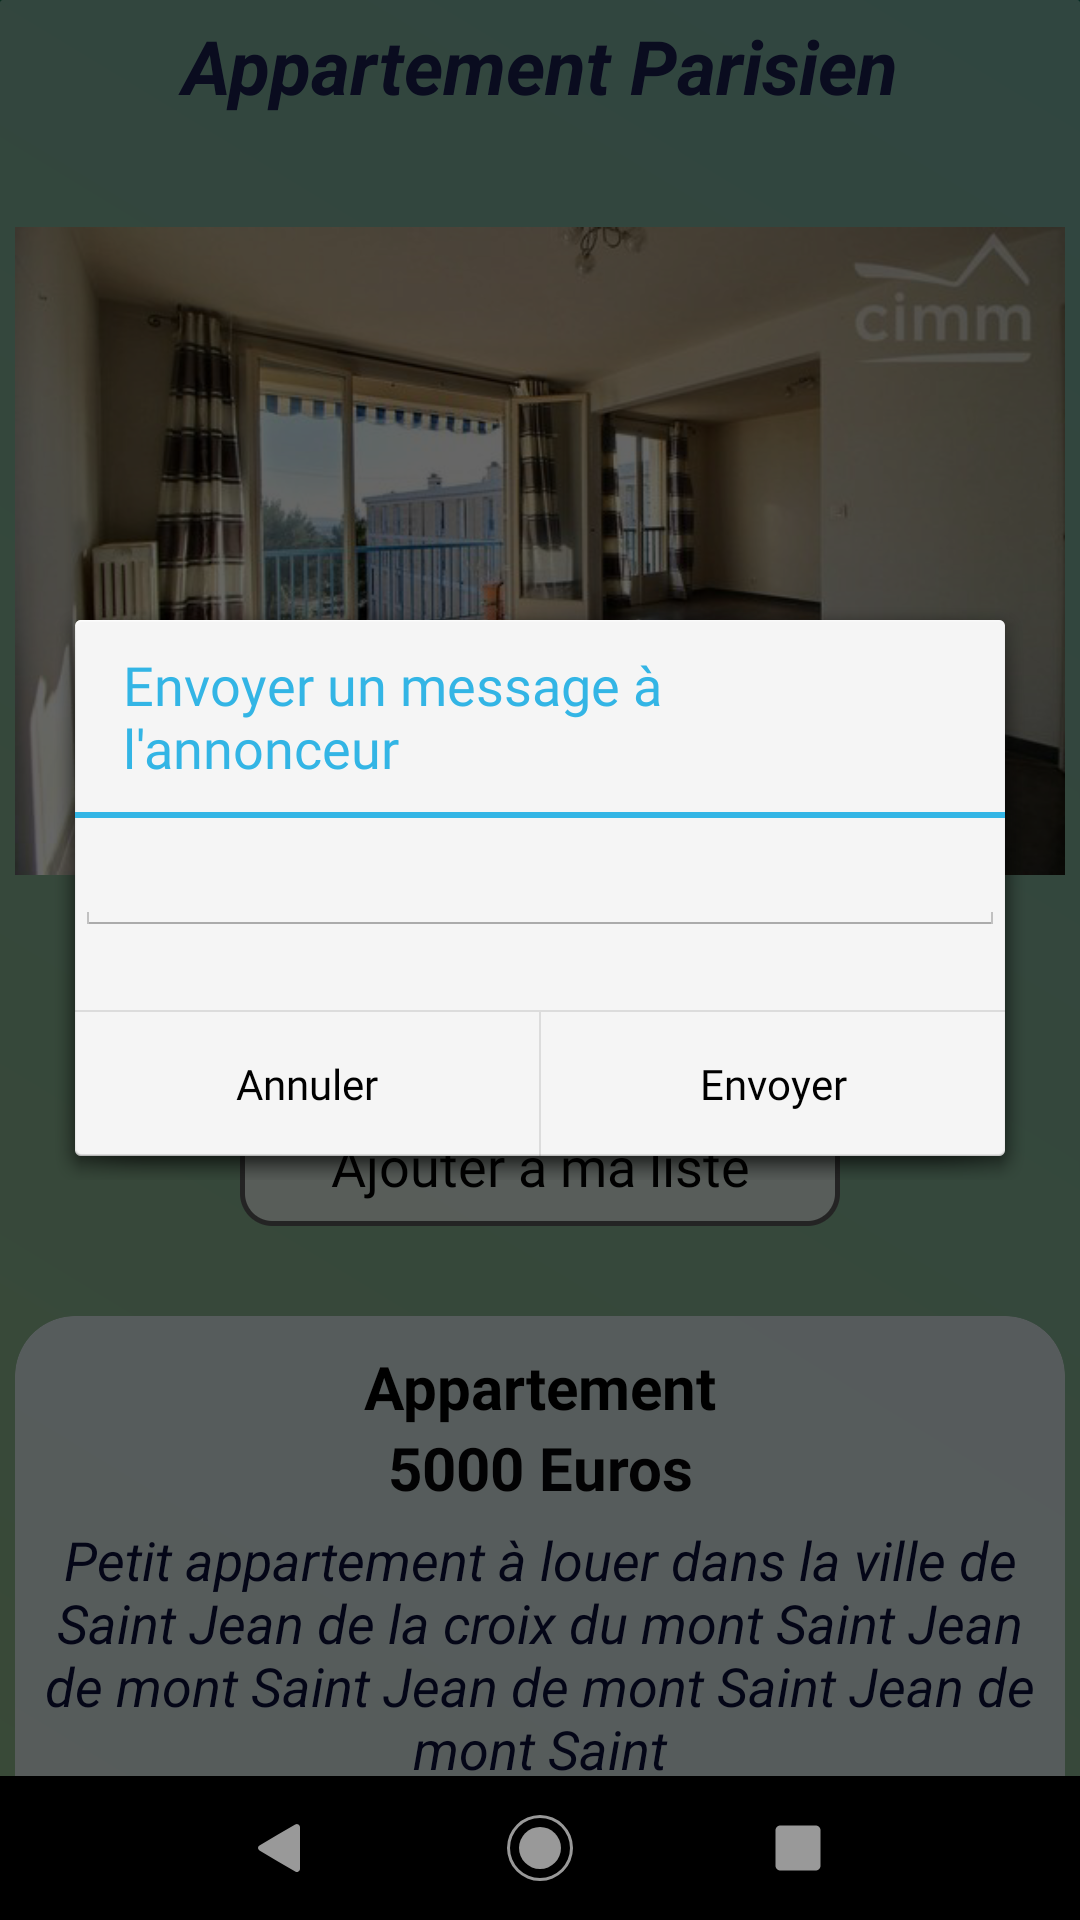 Appartement Parisien
cimm
Envoyer un message à
l'annonceur
Annuler
Envoyer
Ajouter à ma liste
Appartement
5000 Euros
Petit appartement à louer dans la ville de
Saint Jean de la croix du mont Saint Jean
de mont Saint Jean de mont Saint Jean de
mont Saint